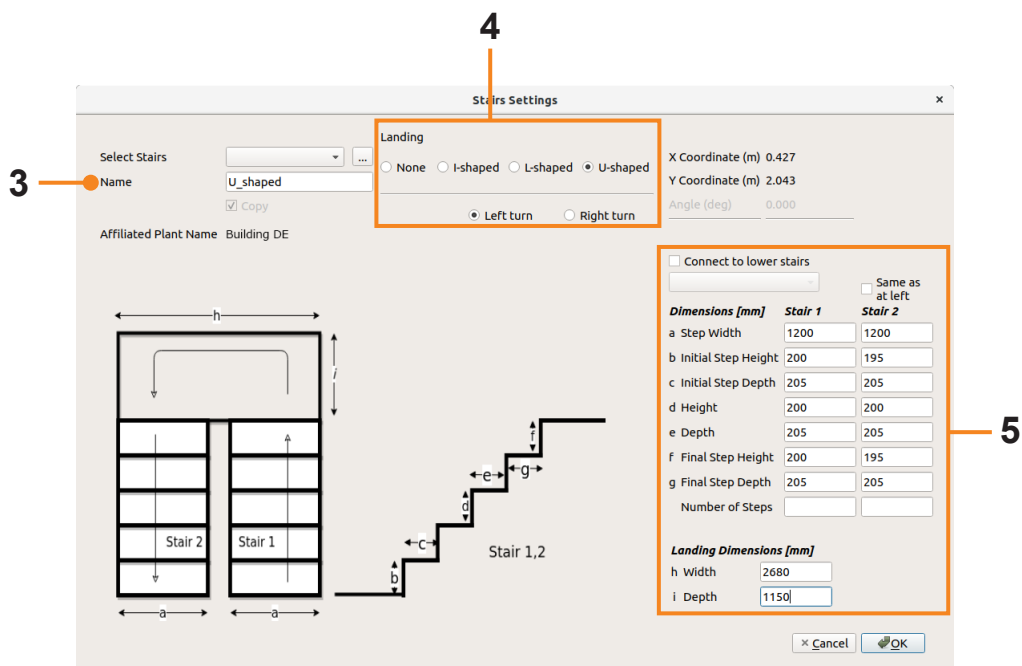 4
Stairs Settings ×
3
Select Stairs ...
Name U_shaped
Copy
Affiliated Plant Name Building DE
Landing
None I-shaped L-shaped U-shaped
Left turn Right turn
X Coordinate (m) 0.427
Y Coordinate (m) 2.043
Angle (deg) 0.000
h
i
Stair 2 Stair 1
a a
b
c
d
e
f
g
Stair 1,2
5
Connect to lower stairs
Same as
at left
Dimensions [mm] Stair 1 Stair 2
a Step Width 1200 1200
b Initial Step Height 200 195
c Initial Step Depth 205 205
d Height 200 200
e Depth 205 205
f Final Step Height 200 195
g Final Step Depth 205 205
Number of Steps
Landing Dimensions [mm]
h Width 2680
i Depth 1150
× Cancel OK